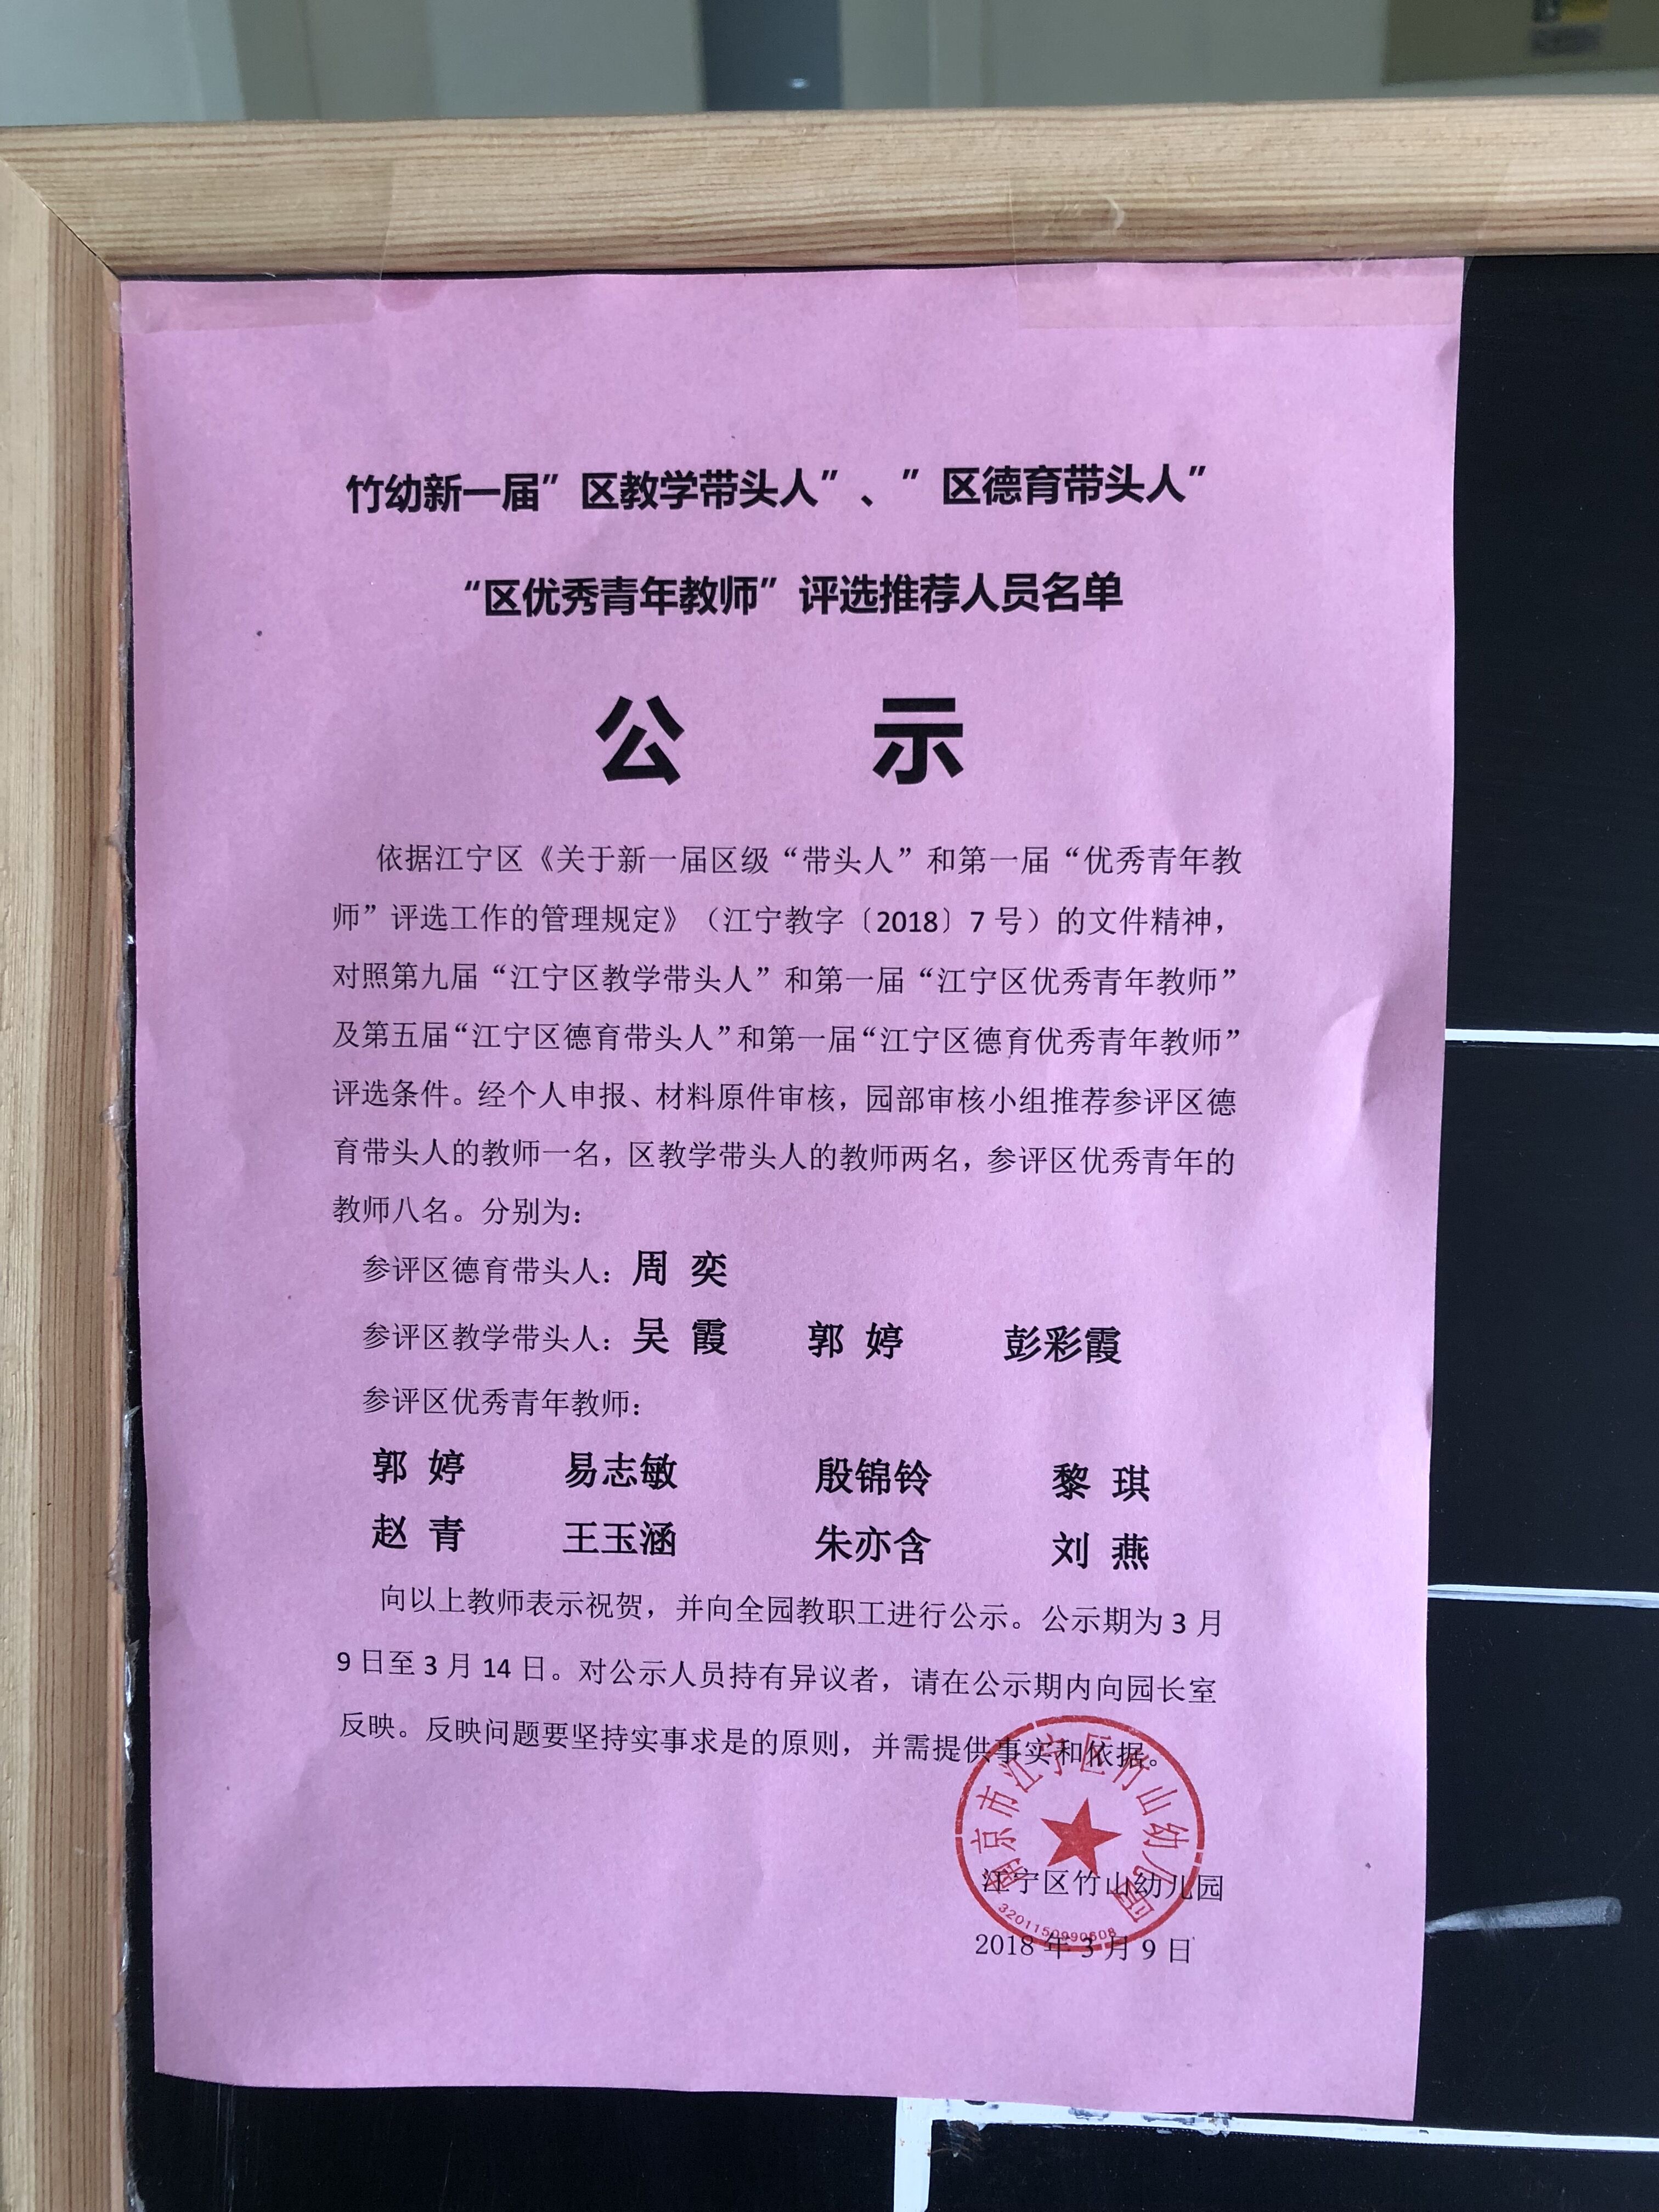 竹幼新一届”区教学带头人”、”区德育带头人”
“区优秀青年教师”评选推荐人员名单
公 示
依据江宁区《关于新一届区级“带头人”和第一届“优秀青年教
师”评选工作的管理规定》（江宁教字〔2018〕7 号）的文件精神，
对照第九届“江宁区教学带头人”和第一届“江宁区优秀青年教师”
及第五届“江宁区德育带头人”和第一届“江宁区德育优秀青年教师”
评选条件。经个人申报、材料原件审核，园部审核小组推荐参评区德
育带头人的教师一名，区教学带头人的教师两名，参评区优秀青年的
教师八名。分别为：
参评区德育带头人：周 奕
参评区教学带头人：吴 霞 郭 婷 彭彩霞
参评区优秀青年教师：
郭 婷 易志敏 殷锦铃 黎 琪
赵 青 王玉涵 朱亦含 刘 燕
向以上教师表示祝贺，并向全园教职工进行公示。公示期为 3 月
9 日至 3 月 14 日。对公示人员持有异议者，请在公示期内向园长室
反映。反映问题要坚持实事求是的原则，并需提供事实和依据。
南京市江宁区竹山幼儿园
江宁区竹山幼儿园
3201150990608
2018 年 3 月 9 日